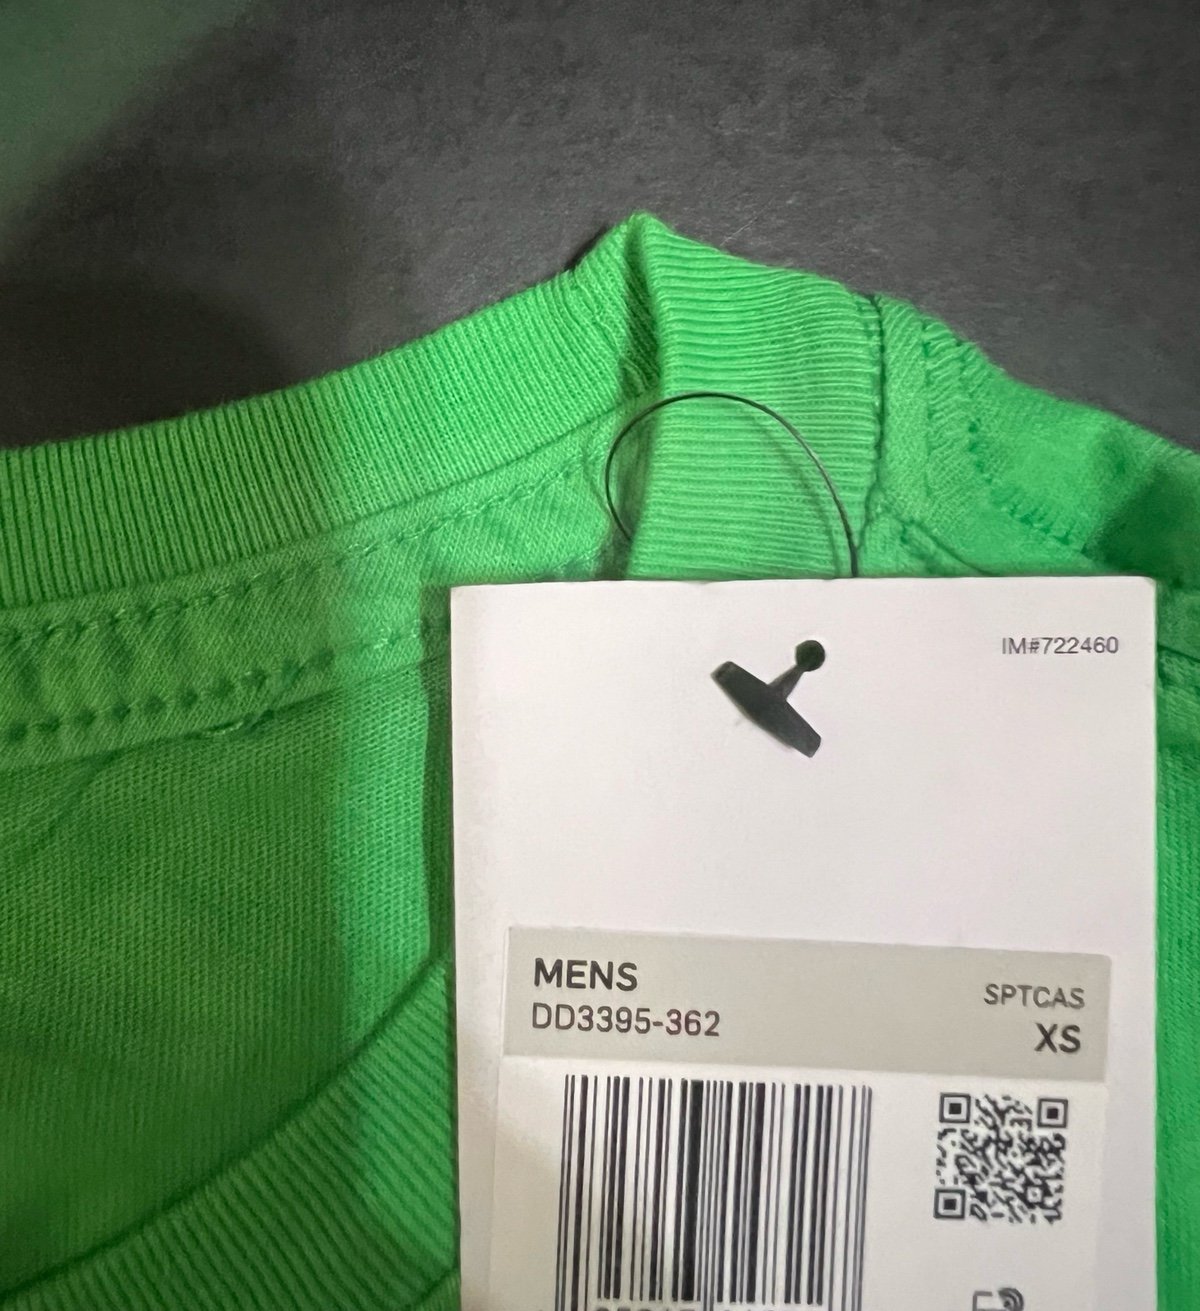 IM#722460
MENS
SPTCAS
DD3395-362
XS